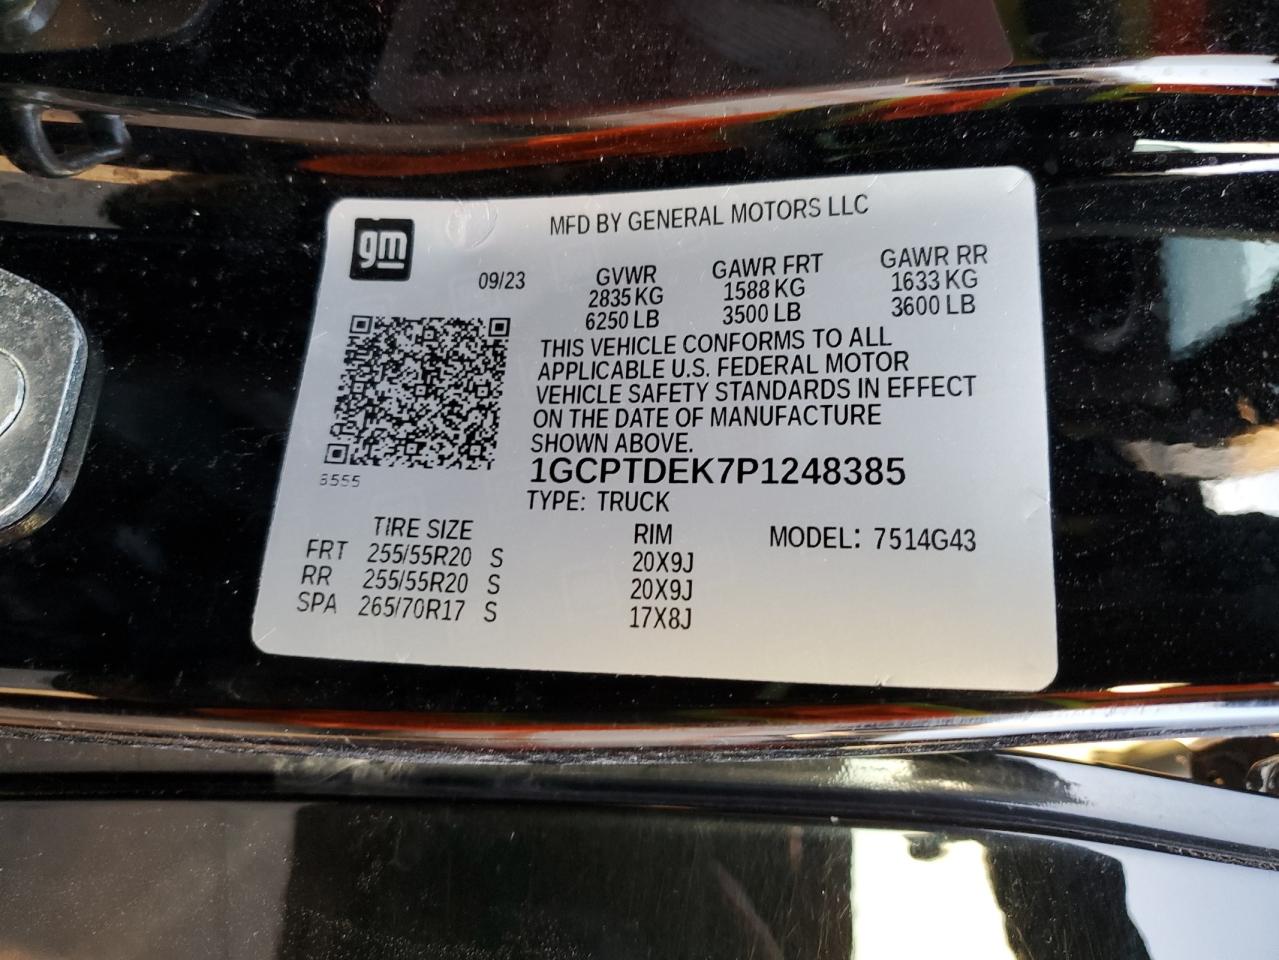 MFD BY GENERAL MOTORS LLC
gm
09/23
GVWR GAWR FRT GAWR RR
2835 KG 1588 KG 1633 KG
6250 LB 3500 LB 3600 LB
THIS VEHICLE CONFORMS TO ALL
APPLICABLE U.S. FEDERAL MOTOR
VEHICLE SAFETY STANDARDS IN EFFECT
ON THE DATE OF MANUFACTURE
SHOWN ABOVE.
1GCPTDEK7P1248385
8555
TYPE: TRUCK
TIRE SIZE RIM MODEL: 7514G43
FRT 255/55R20 S 20X9J
RR 255/55R20 S 20X9J
SPA 265/70R17 S 17X8J